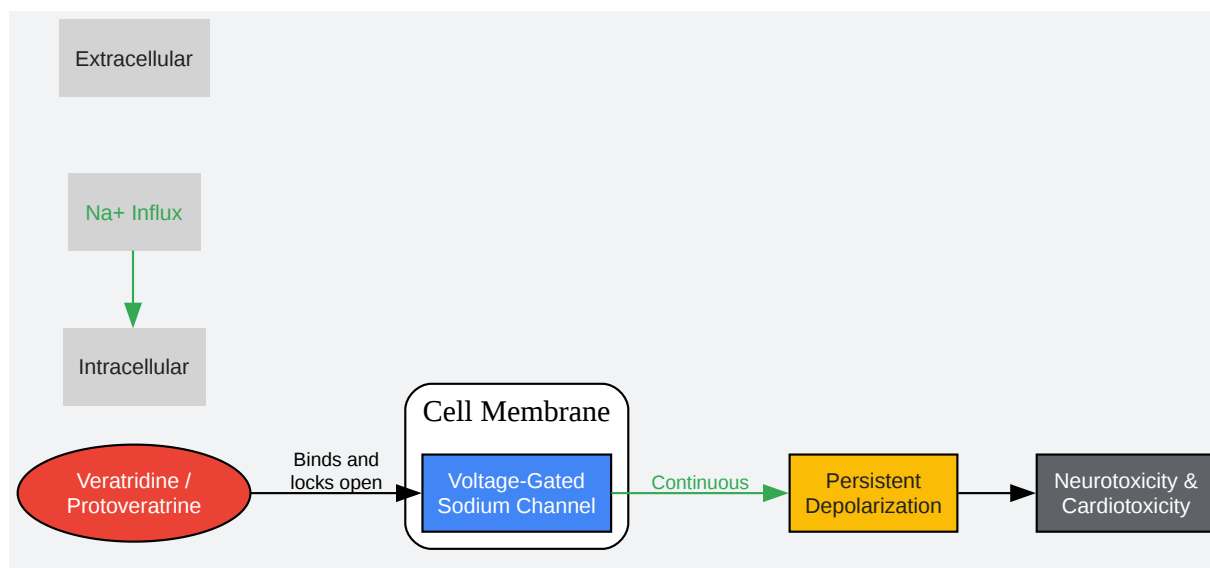 Extracellular
Na+ Influx
Intracellular
Cell Membrane
Veratridine /
Protoveratrine
Binds and
locks open
Voltage-Gated
Sodium Channel
Continuous
Persistent
Depolarization
Neurotoxicity &
Cardiotoxicity